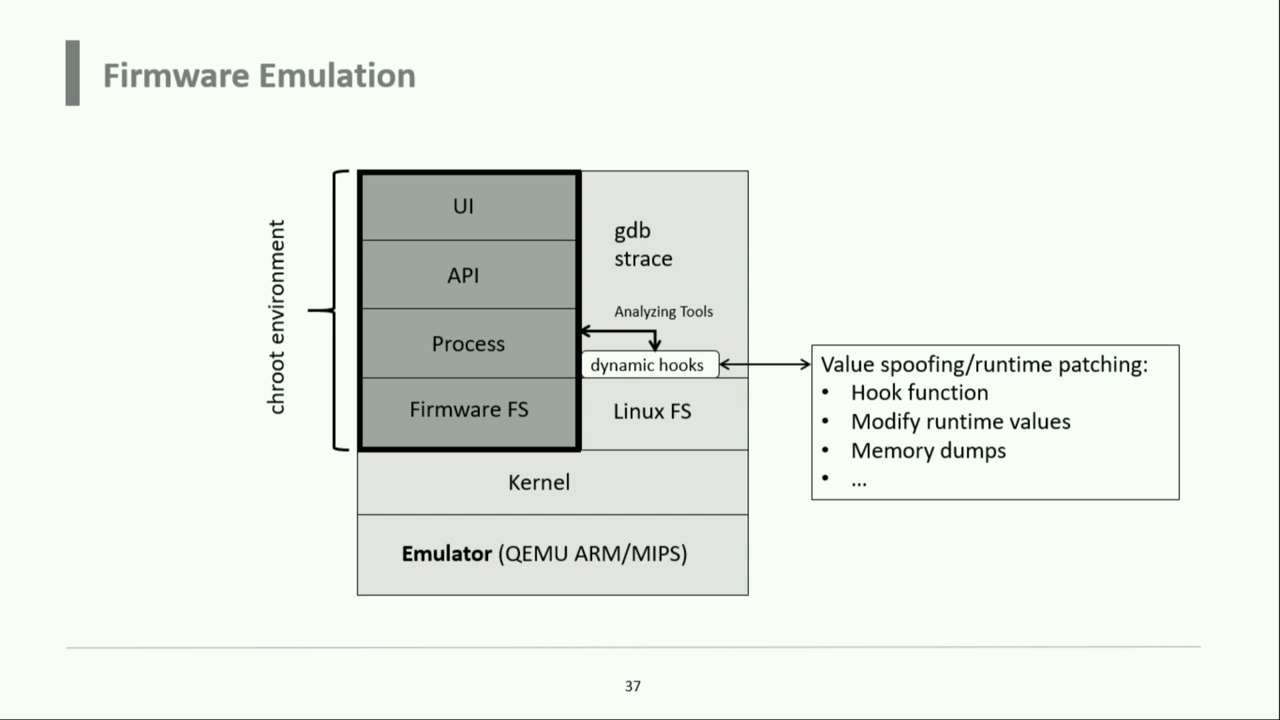 Firmware Emulation
chroot environment
UI
API
Process
Firmware FS
gdb
strace
Analyzing Tools
dynamic hooks
Linux FS
Kernel
Emulator (QEMU ARM/MIPS)
Value spoofing/runtime patching:
• Hook function
• Modify runtime values
• Memory dumps
• ...
37